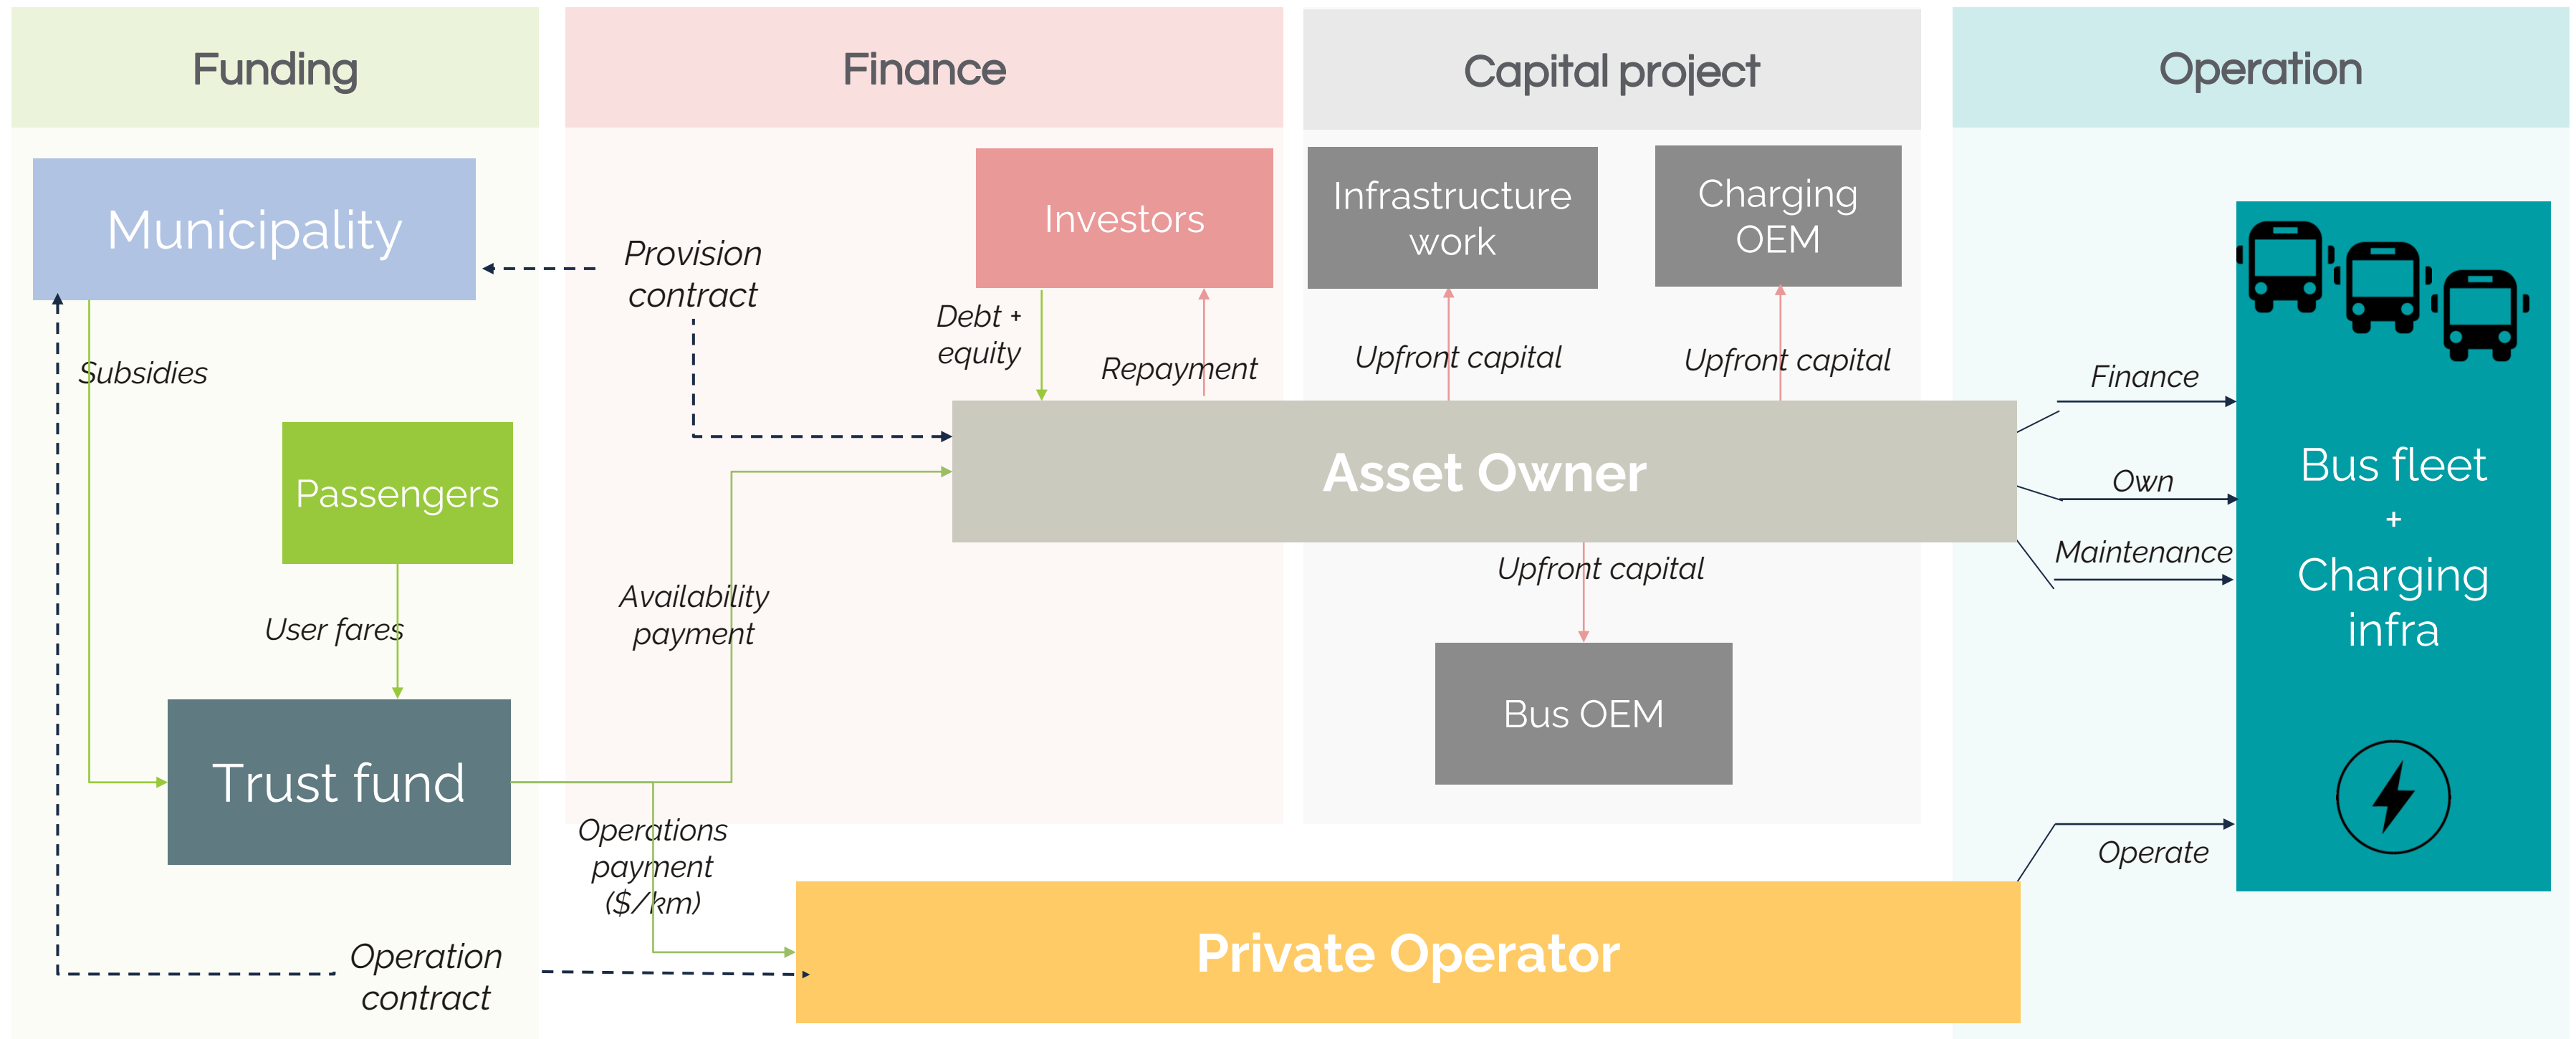 Funding
Finance
Capital project
Operation
Municipality
Provision
contract
Investors
Infrastructure
work
Charging
OEM
Subsidies
Debt +
equity
Repayment
Upfront capital
Upfront capital
Finance
Passengers
Asset Owner
Own
Maintenance
Bus fleet
+
Charging
infra
User fares
Availability
payment
Upfront capital
Bus OEM
Trust fund
Operations
payment
($/km)
Operate
Operation
contract
Private Operator